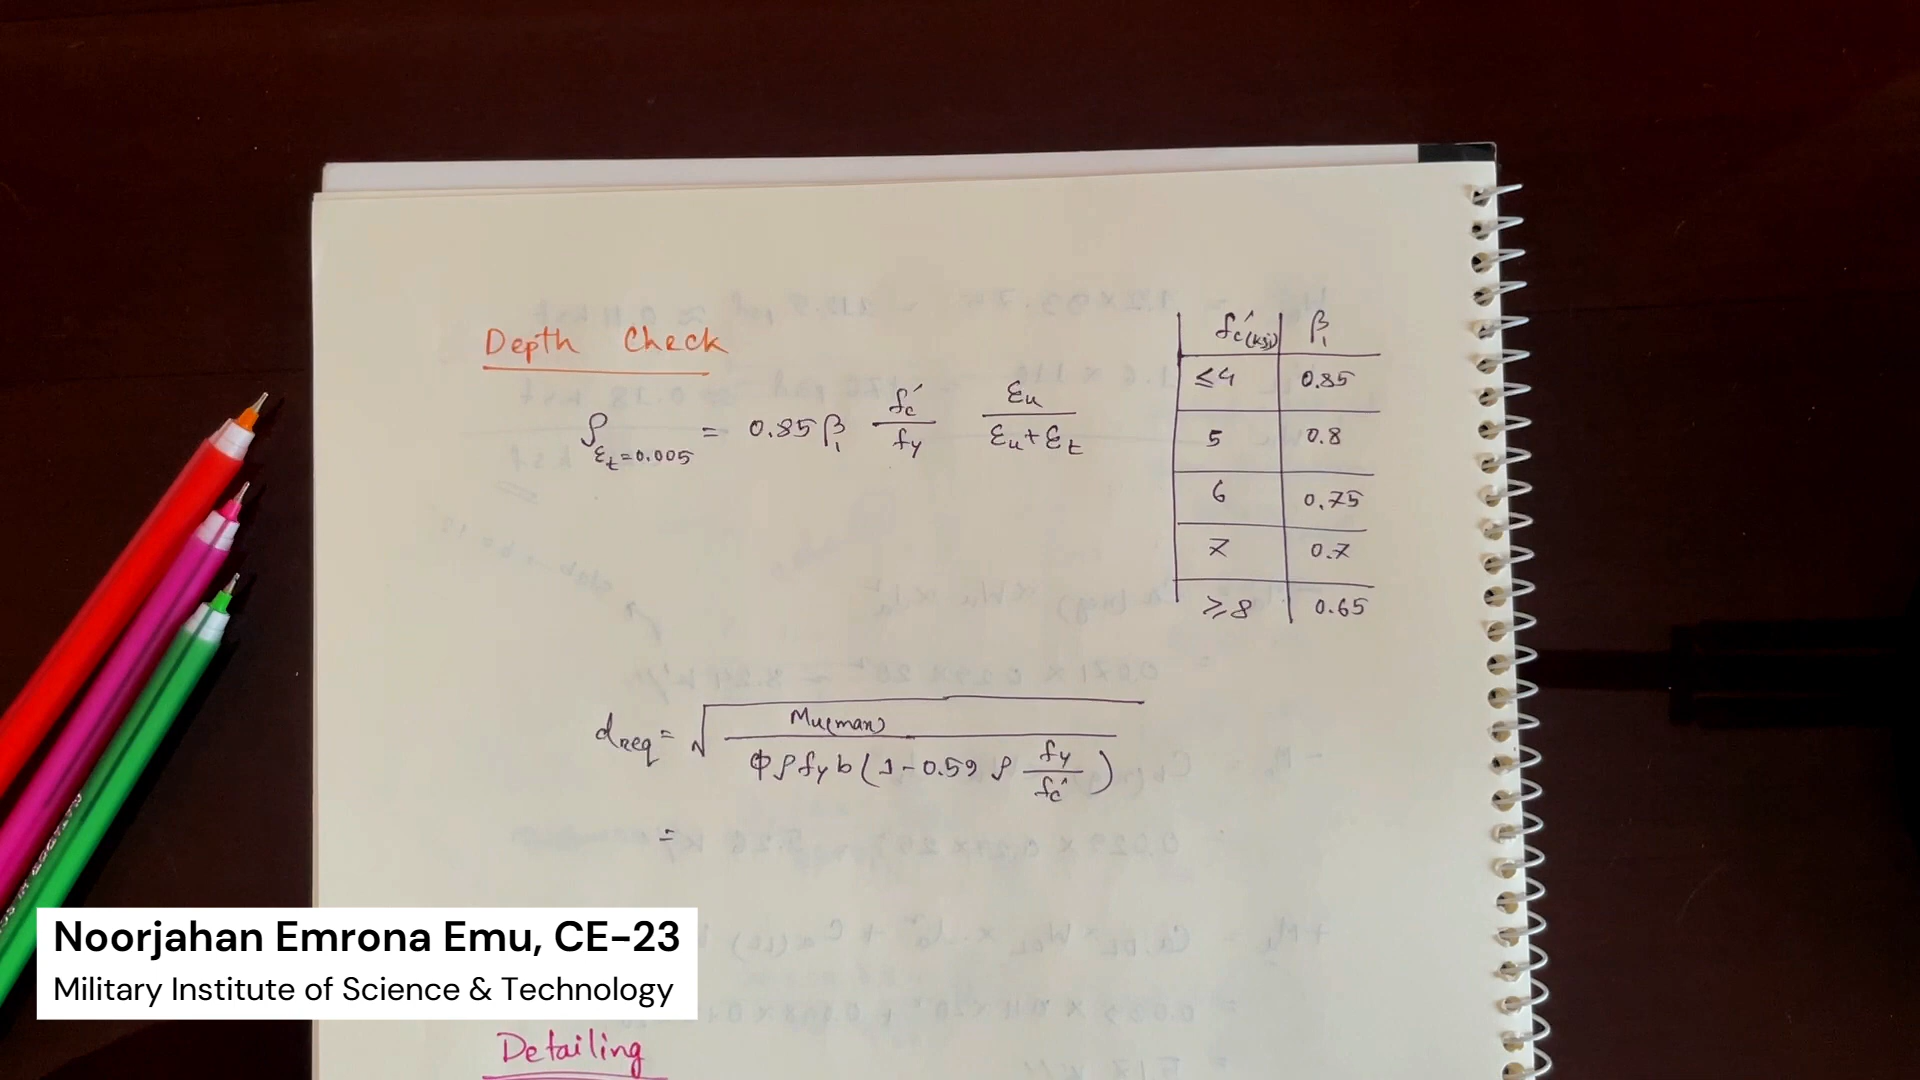 Depth Check
ρ εt=0.005 = 0.85 β1 fc′/fy εu/εu+εt
fc′(ksi) β1
≤4 0.85
5 0.8
6 0.75
7 0.7
≥8 0.65
dreq = √ Mu(max) / φρfyb(1-0.59 ρ fy/fc′)
=
Noorjahan Emrona Emu, CE-23
Military Institute of Science & Technology
Detailing